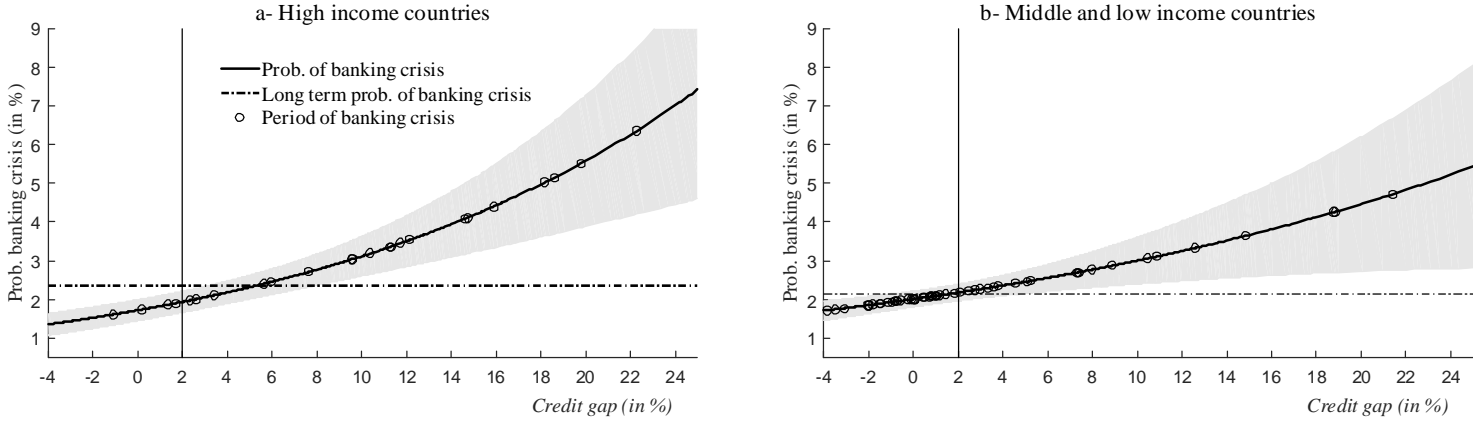 a- High income countries
Prob. banking crisis (in %)
9
8
7
6
5
4
3
2
1
Prob. of banking crisis
Long term prob. of banking crisis
Period of banking crisis
-4 -2 0 2 4 6 8 10 12 14 16 18 20 22 24
Credit gap (in %)
b- Middle and low income countries
Prob. banking crisis (in %)
9
8
7
6
5
4
3
2
1
-4 -2 0 2 4 6 8 10 12 14 16 18 20 22 24
Credit gap (in %)